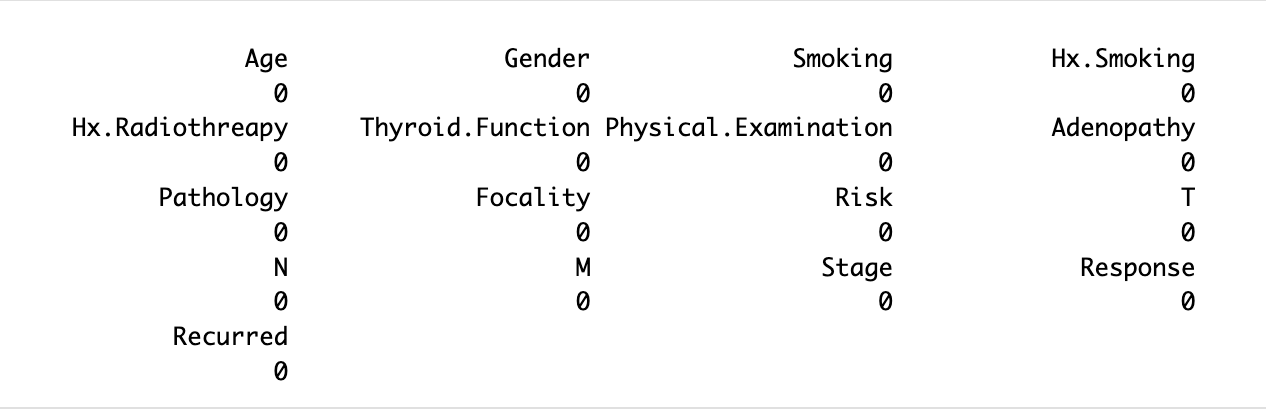 Age Gender Smoking Hx.Smoking
0 0 0 0
Hx.Radiothreapy Thyroid.Function Physical.Examination Adenopathy
0 0 0 0
Pathology Focality Risk T
0 0 0 0
N M Stage Response
0 0 0 0
Recurred
0